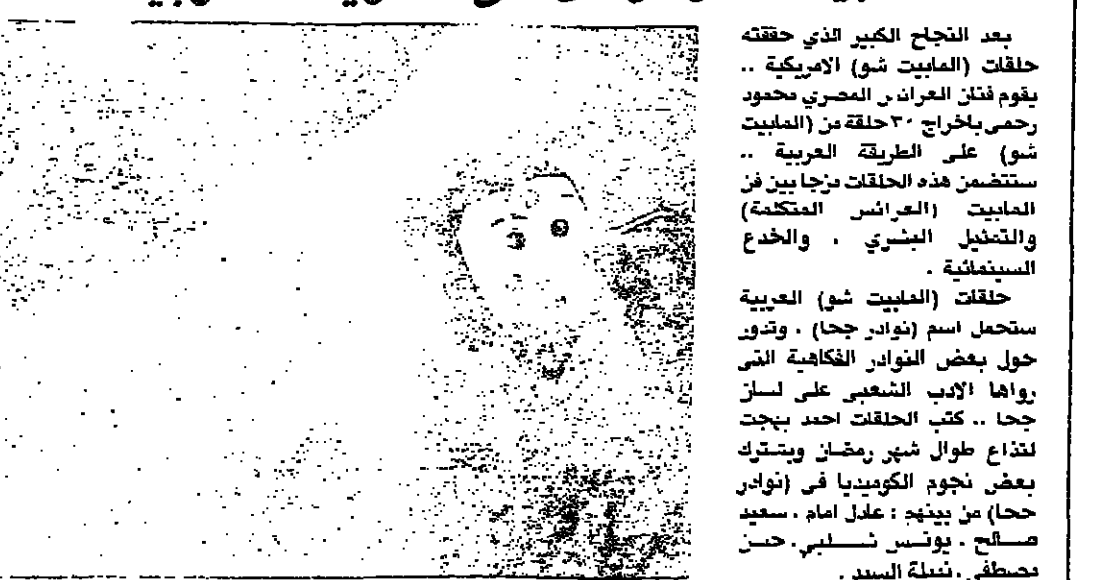 بعد النجاح الكبير الذي حققته
حلقات (المابيت شو) الامريكية ..
يقوم فنان العرائس المصري محمود
رحمى باخراج ٣٠ حلقة من (المابيت
شو) على الطريقة العربية ..
ستتضمن هذه الحلقات مزجا بين فن
المابيت (العرائس المتكلمة)
والتمثيل البشري . والخدع
السينمائية .
حلقات (المابيت شو) العربية
ستحمل اسم (نوادر جحا) . وتدور
حول بعض النوادر الفكاهية التى
رواها الادب الشعبى على لسان
جحا .. كتب الحلقات احمد بهجت
لتذاع طوال شهر رمضان ويشترك
بعض نجوم الكوميديا فى (نوادر
جحا) من بينهم : عادل امام . سعيد
صالح . يونس شلبي . حسن
مصطفى . نبيلة السيد .